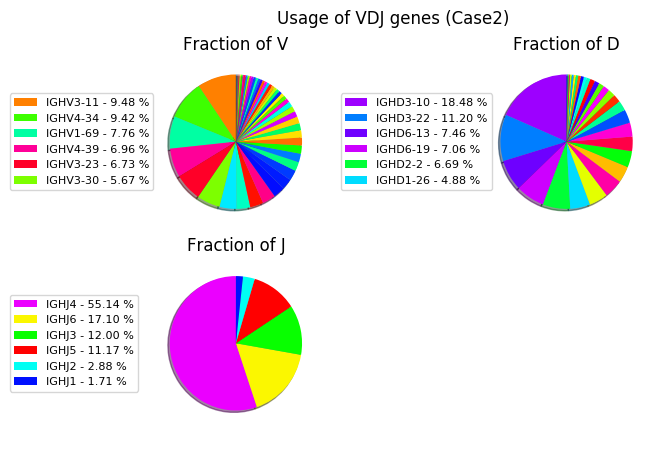 Usage of VDJ genes (Case2)
Fraction of V
IGHV3-11 - 9.48 %
IGHV4-34 - 9.42 %
IGHV1-69 - 7.76 %
IGHV4-39 - 6.96 %
IGHV3-23 - 6.73 %
IGHV3-30 - 5.67 %
Fraction of D
IGHD3-10 - 18.48 %
IGHD3-22 - 11.20 %
IGHD6-13 - 7.46 %
IGHD6-19 - 7.06 %
IGHD2-2 - 6.69 %
IGHD1-26 - 4.88 %
Fraction of J
IGHJ4 - 55.14 %
IGHJ6 - 17.10 %
IGHJ3 - 12.00 %
IGHJ5 - 11.17 %
IGHJ2 - 2.88 %
IGHJ1 - 1.71 %